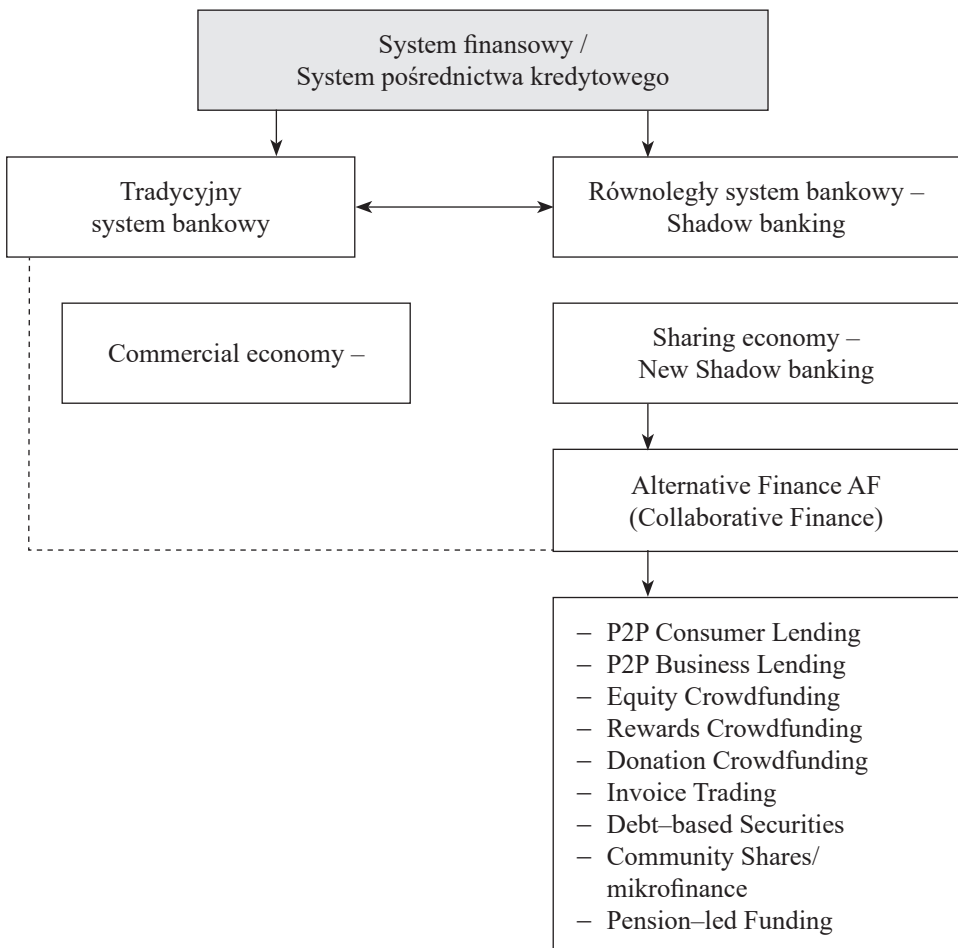 System finansowy /
System pośrednictwa kredytowego
Tradycyjny
system bankowy
Równoległy system bankowy –
Shadow banking
Commercial economy –
Sharing economy –
New Shadow banking
Alternative Finance AF
(Collaborative Finance)
– P2P Consumer Lending
– P2P Business Lending
– Equity Crowdfunding
– Rewards Crowdfunding
– Donation Crowdfunding
– Invoice Trading
– Debt–based Securities
– Community Shares/
mikrofinance
– Pension–led Funding